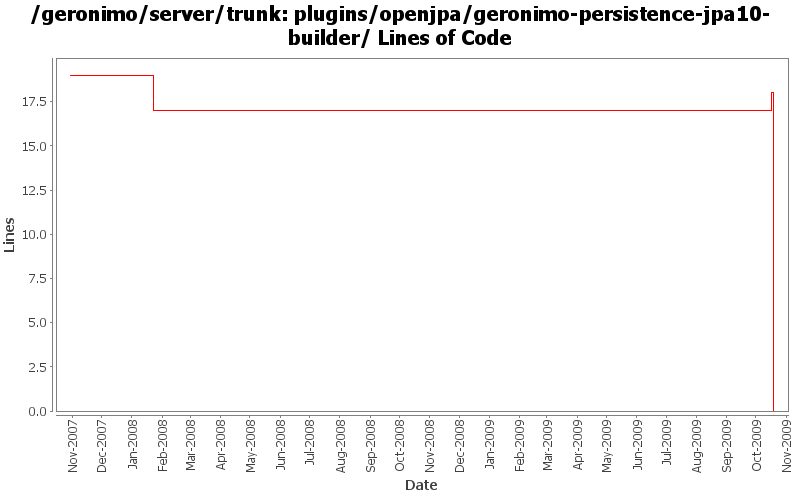 /geronimo/server/trunk: plugins/openjpa/geronimo-persistence-jpa10-
builder/ Lines of Code
Lines
17.5
15.0
12.5
10.0
7.5
5.0
2.5
0.0
Nov-2007
Dec-2007
Jan-2008
Feb-2008
Mar-2008
Apr-2008
May-2008
Jun-2008
Jul-2008
Aug-2008
Sep-2008
Oct-2008
Nov-2008
Dec-2008
Jan-2009
Feb-2009
Mar-2009
Apr-2009
May-2009
Jun-2009
Jul-2009
Aug-2009
Sep-2009
Oct-2009
Nov-2009
Date